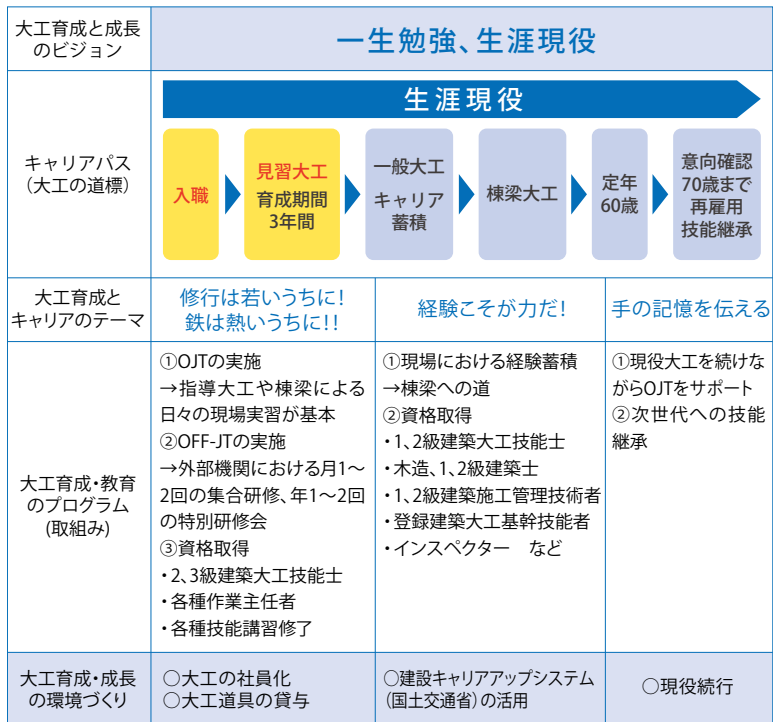 大工育成と成長
のビジョン
一生勉強、生涯現役
キャリアパス
（大工の道標）
生涯現役
入職
見習大工
育成期間
3年間
一般大工
キャリア
蓄積
棟梁大工
定年
60歳
意向確認
70歳まで
再雇用
技能継承
大工育成と
キャリアのテーマ
修行は若いうちに！
鉄は熱いうちに！！
経験こそが力だ！
手の記憶を伝える
大工育成・教育
のプログラム
(取組み)
①OJTの実施
→指導大工や棟梁による
日々の現場実習が基本
②OFF-JTの実施
→外部機関における月1～
2回の集合研修、年1～2回
の特別研修会
③資格取得
・2、3級建築大工技能士
・各種作業主任者
・各種技能講習修了
①現場における経験蓄積
→棟梁への道
②資格取得
・1、2級建築大工技能士
・木造、1、2級建築士
・1、2級建築施工管理技術者
・登録建築大工基幹技能者
・インスペクター　など
①現役大工を続けな
がらOJTをサポート
②次世代への技能
継承
大工育成・成長
の環境づくり
○大工の社員化
○大工道具の貸与
○建設キャリアアップシステム
（国土交通省）の活用
○現役続行